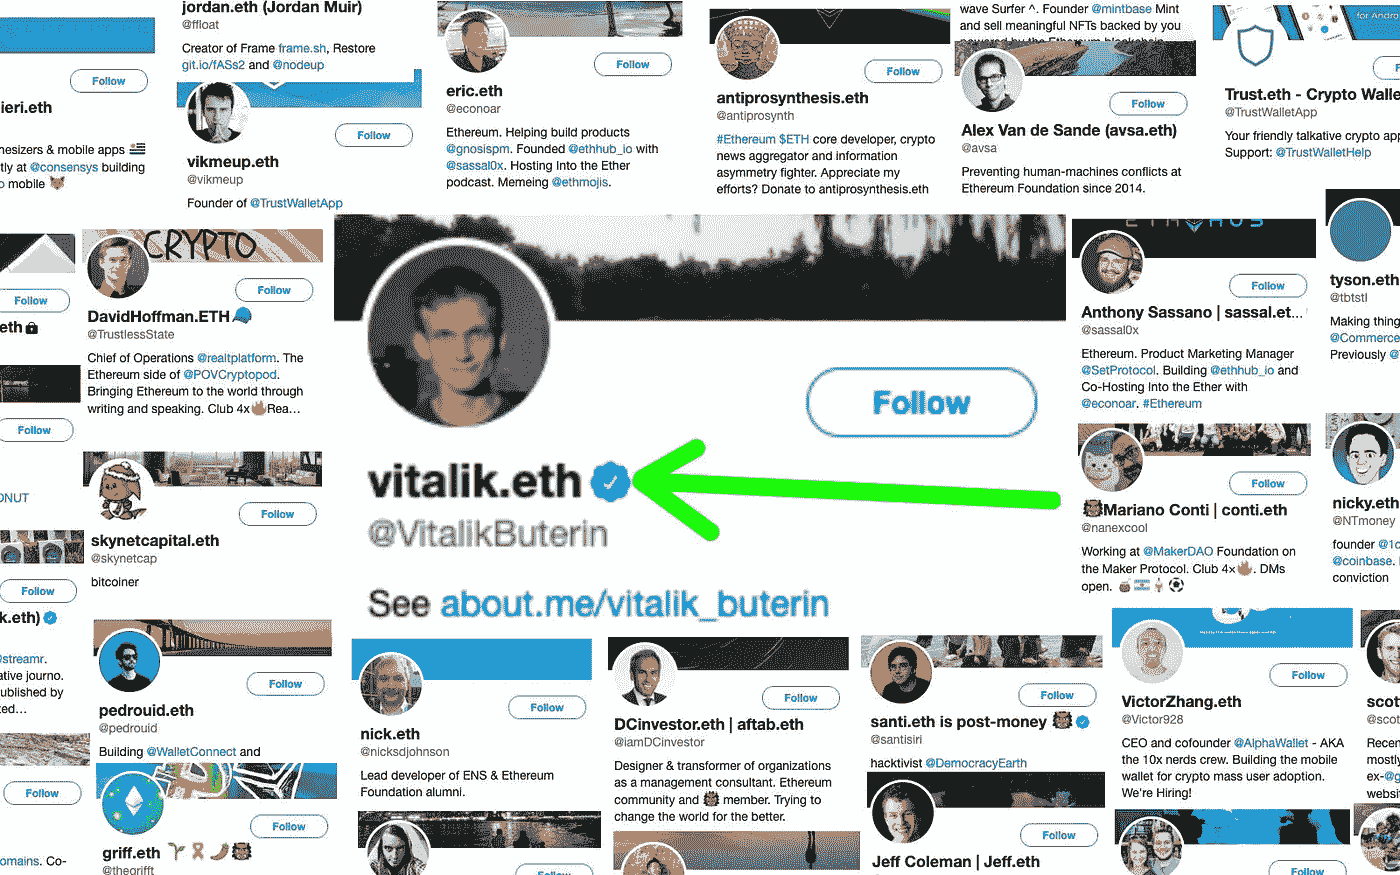 jordan.eth (Jordan Muir)
@ffloat
Creator of Frame frame.sh, Restore
git.io/fASs2 and @nodeup
Follow
ieri.eth
hesizers & mobile apps
tly at @consensys building
o mobile
Follow
vikmeup.eth
@vikmeup
Founder of @TrustWalletApp
Follow
eric.eth
@econoar
Ethereum. Helping build products
@gnosispm. Founded @ethhub_io with
@sassal0x. Hosting Into the Ether
podcast. Memeing @ethmojis.
Follow
antiprosynthesis.eth
@antiprosynth
#Ethereum $ETH core developer, crypto
news aggregator and information
asymmetry fighter. Appreciate my
efforts? Donate to antiprosynthesis.eth
wave Surfer ^. Founder @mintbase Mint
and sell meaningful NFTs backed by you
powered by the Ethereum blockchain
Follow
Alex Van de Sande (avsa.eth)
@avsa
Preventing human-machines conflicts at
Ethereum Foundation since 2014.
for Andro
F
Trust.eth - Crypto Walle
@TrustWalletApp
Your friendly talkative crypto ap
Support: @TrustWalletHelp
Follow
eth
Follow
ONUT
Follow
k.eth)
@streamr.
ative journo.
ublished by
ted...
Follow
omains. Co-
CRYPTO
Follow
DavidHoffman.ETH
@TrustlessState
Chief of Operations @realtplatform. The
Ethereum side of @POVCryptopod.
Bringing Ethereum to the world through
writing and speaking. Club 4x Rea...
Follow
skynetcapital.eth
@skynetcap
bitcoiner
Follow
pedrouid.eth
@pedrouid
Building @WalletConnect and
Follow
griff.eth
@thegrifft
Follow
vitalik.eth
@VitalikButerin
See about.me/vitalik_buterin
ETHHUB
Follow
Anthony Sassano | sassal.et...
@sassal0x
Ethereum. Product Marketing Manager
@SetProtocol. Building @ethhub_io and
Co-Hosting Into the Ether with
@econoar. #Ethereum
Follow
Mariano Conti | conti.eth
@nanexcool
Working at @MakerDAO Foundation on
the Maker Protocol. Club 4x. DMs
open.
tyson.eth
@tbtstl
Making thing
@Commerce
Previously @
nicky.eth
@NTmoney
founder @1c
@coinbase.
conviction
Follow
nick.eth
@nicksdjohnson
Lead developer of ENS & Ethereum
Foundation alumni.
Follow
Follow
DCinvestor.eth | aftab.eth
@iamDCinvestor
Designer & transformer of organizations
as a management consultant. Ethereum
community and member. Trying to
change the world for the better.
Follow
santi.eth is post-money
@santisiri
hacktivist @DemocracyEarth
Follow
Jeff Coleman | Jeff.eth
Follow
VictorZhang.eth
@Victor928
CEO and cofounder @AlphaWallet - AKA
the 10x nerds crew. Building the mobile
wallet for crypto mass user adoption.
We're Hiring!
Follow
scot
@scot
Recen
mostly
ex-@g
websi